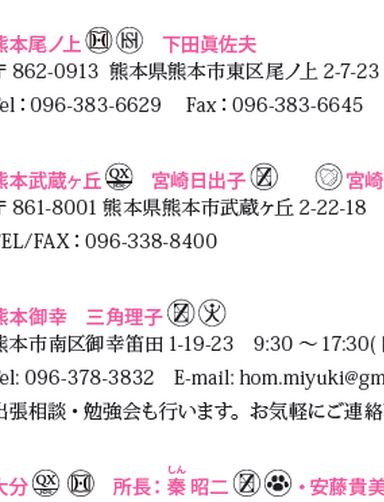 熊本尾ノ上 下田眞佐夫
〒862-0913 熊本県熊本市東区尾ノ上 2-7-23
Tel：096-383-6629 Fax：096-383-6645
熊本武蔵ヶ丘 QX 宮崎日出子 宮崎
〒861-8001 熊本県熊本市武蔵ヶ丘 2-22-18
TEL/FAX：096-338-8400
熊本御幸 三角理子
熊本市南区御幸笛田 1-19-23 9:30 ～ 17:30(
Tel: 096-378-3832 E-mail: hom.miyuki@gm
出張相談・勉強会も行います。お気軽にご連絡
しん
大分 QX 所長：秦 昭二 ・安藤貴美